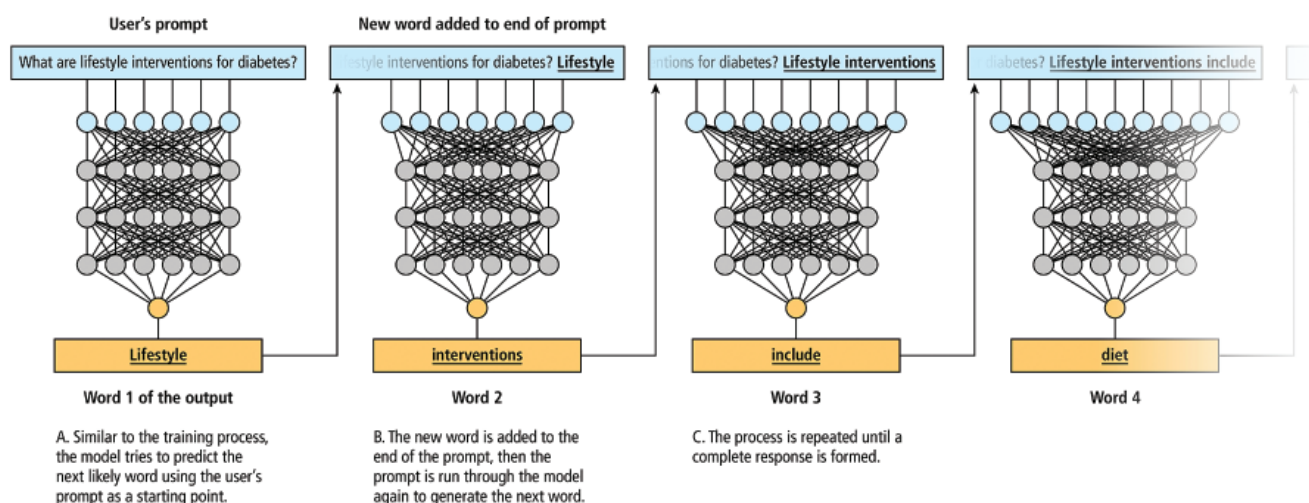 User's prompt
New word added to end of prompt
What are lifestyle interventions for diabetes?
interventions for diabetes? Lifestyle
for diabetes? Lifestyle interventions
diabetes? Lifestyle interventions include
Lifestyle
interventions
include
diet
Word 1 of the output
Word 2
Word 3
Word 4
A. Similar to the training process,
the model tries to predict the
next likely word using the user's
prompt as a starting point.
B. The new word is added to the
end of the prompt, then the
prompt is run through the model
again to generate the next word.
C. The process is repeated until a
complete response is formed.